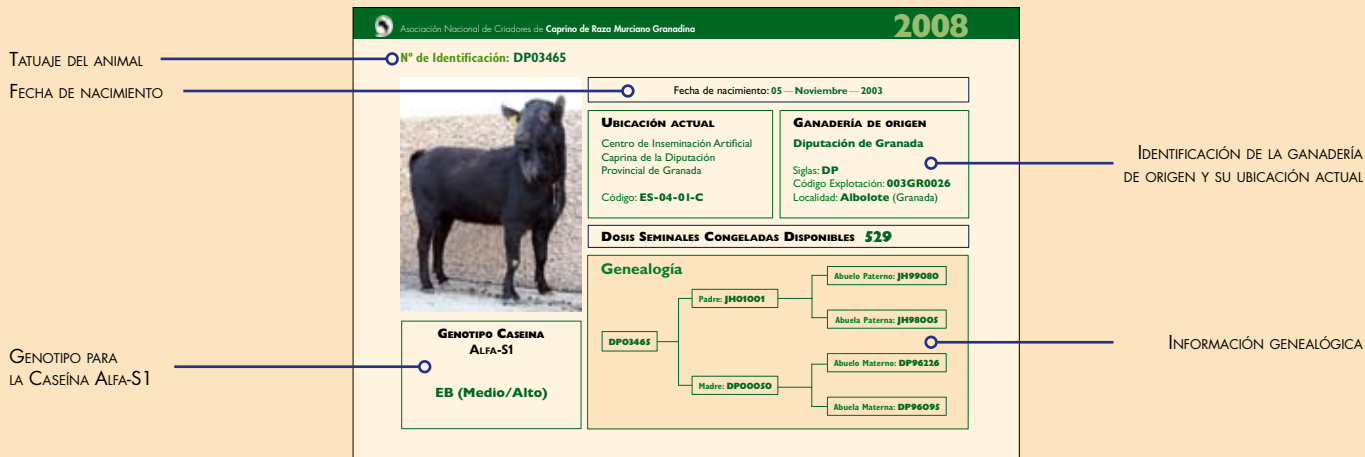 Asociación Nacional de Criadores de Caprino de Raza Murciano Granadina
2008
TATUAJE DEL ANIMAL
Nº de Identificación: DP03465
FECHA DE NACIMIENTO
Fecha de nacimiento: 05—Noviembre—2003
UBICACIÓN ACTUAL
Centro de Inseminación Artificial
Caprina de la Diputación
Provincial de Granada
Código: ES-04-01-C
GANADERÍA DE ORIGEN
Diputación de Granada
Siglas: DP
Código Explotación: 003GR0026
Localidad: Albolote (Granada)
IDENTIFICACIÓN DE LA GANADERÍA
DE ORIGEN Y SU UBICACIÓN ACTUAL
DOSIS SEMINALES CONGELADAS DISPONIBLES 529
Genealogía
Abuelo Paterno: JH99080
Padre: JH01001
Abuela Paterna: JH98005
DP03465
Abuelo Materno: DP96226
Madre: DP00050
Abuela Materna: DP96095
INFORMACIÓN GENEALÓGICA
GENOTIPO CASEINA
ALFA-S1
EB (Medio/Alto)
GENOTIPO PARA
LA CASEÍNA ALFA-S1